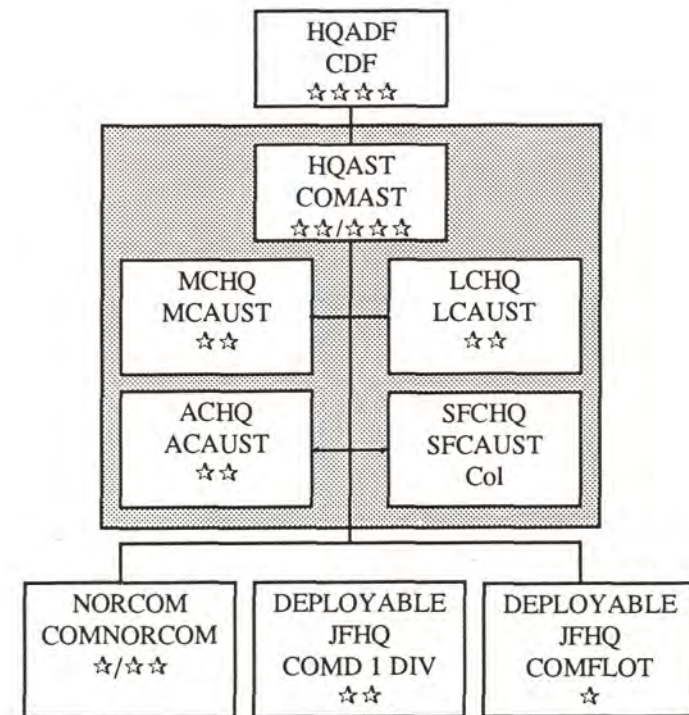 HQADF
CDF
☆☆☆☆
HQAST
COMAST
☆☆/☆☆☆
MCHQ
MCAUST
☆☆
LCHQ
LCAUST
☆☆
ACHQ
ACAUST
☆☆
SFCHQ
SFCAUST
Col
NORCOM
COMNORCOM
☆/☆☆
DEPLOYABLE
JFHQ
COMD 1 DIV
☆☆
DEPLOYABLE
JFHQ
COMFLOT
☆